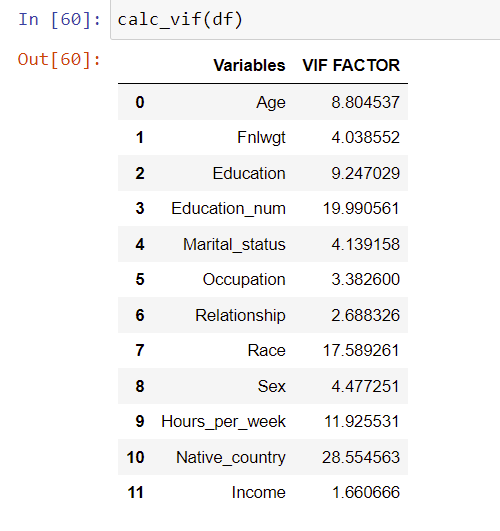 In [60]: calc_vif(df)
Out[60]:
Variables VIF FACTOR
0 Age 8.804537
1 Fnlwgt 4.038552
2 Education 9.247029
3 Education_num 19.990561
4 Marital_status 4.139158
5 Occupation 3.382600
6 Relationship 2.688326
7 Race 17.589261
8 Sex 4.477251
9 Hours_per_week 11.925531
10 Native_country 28.554563
11 Income 1.660666